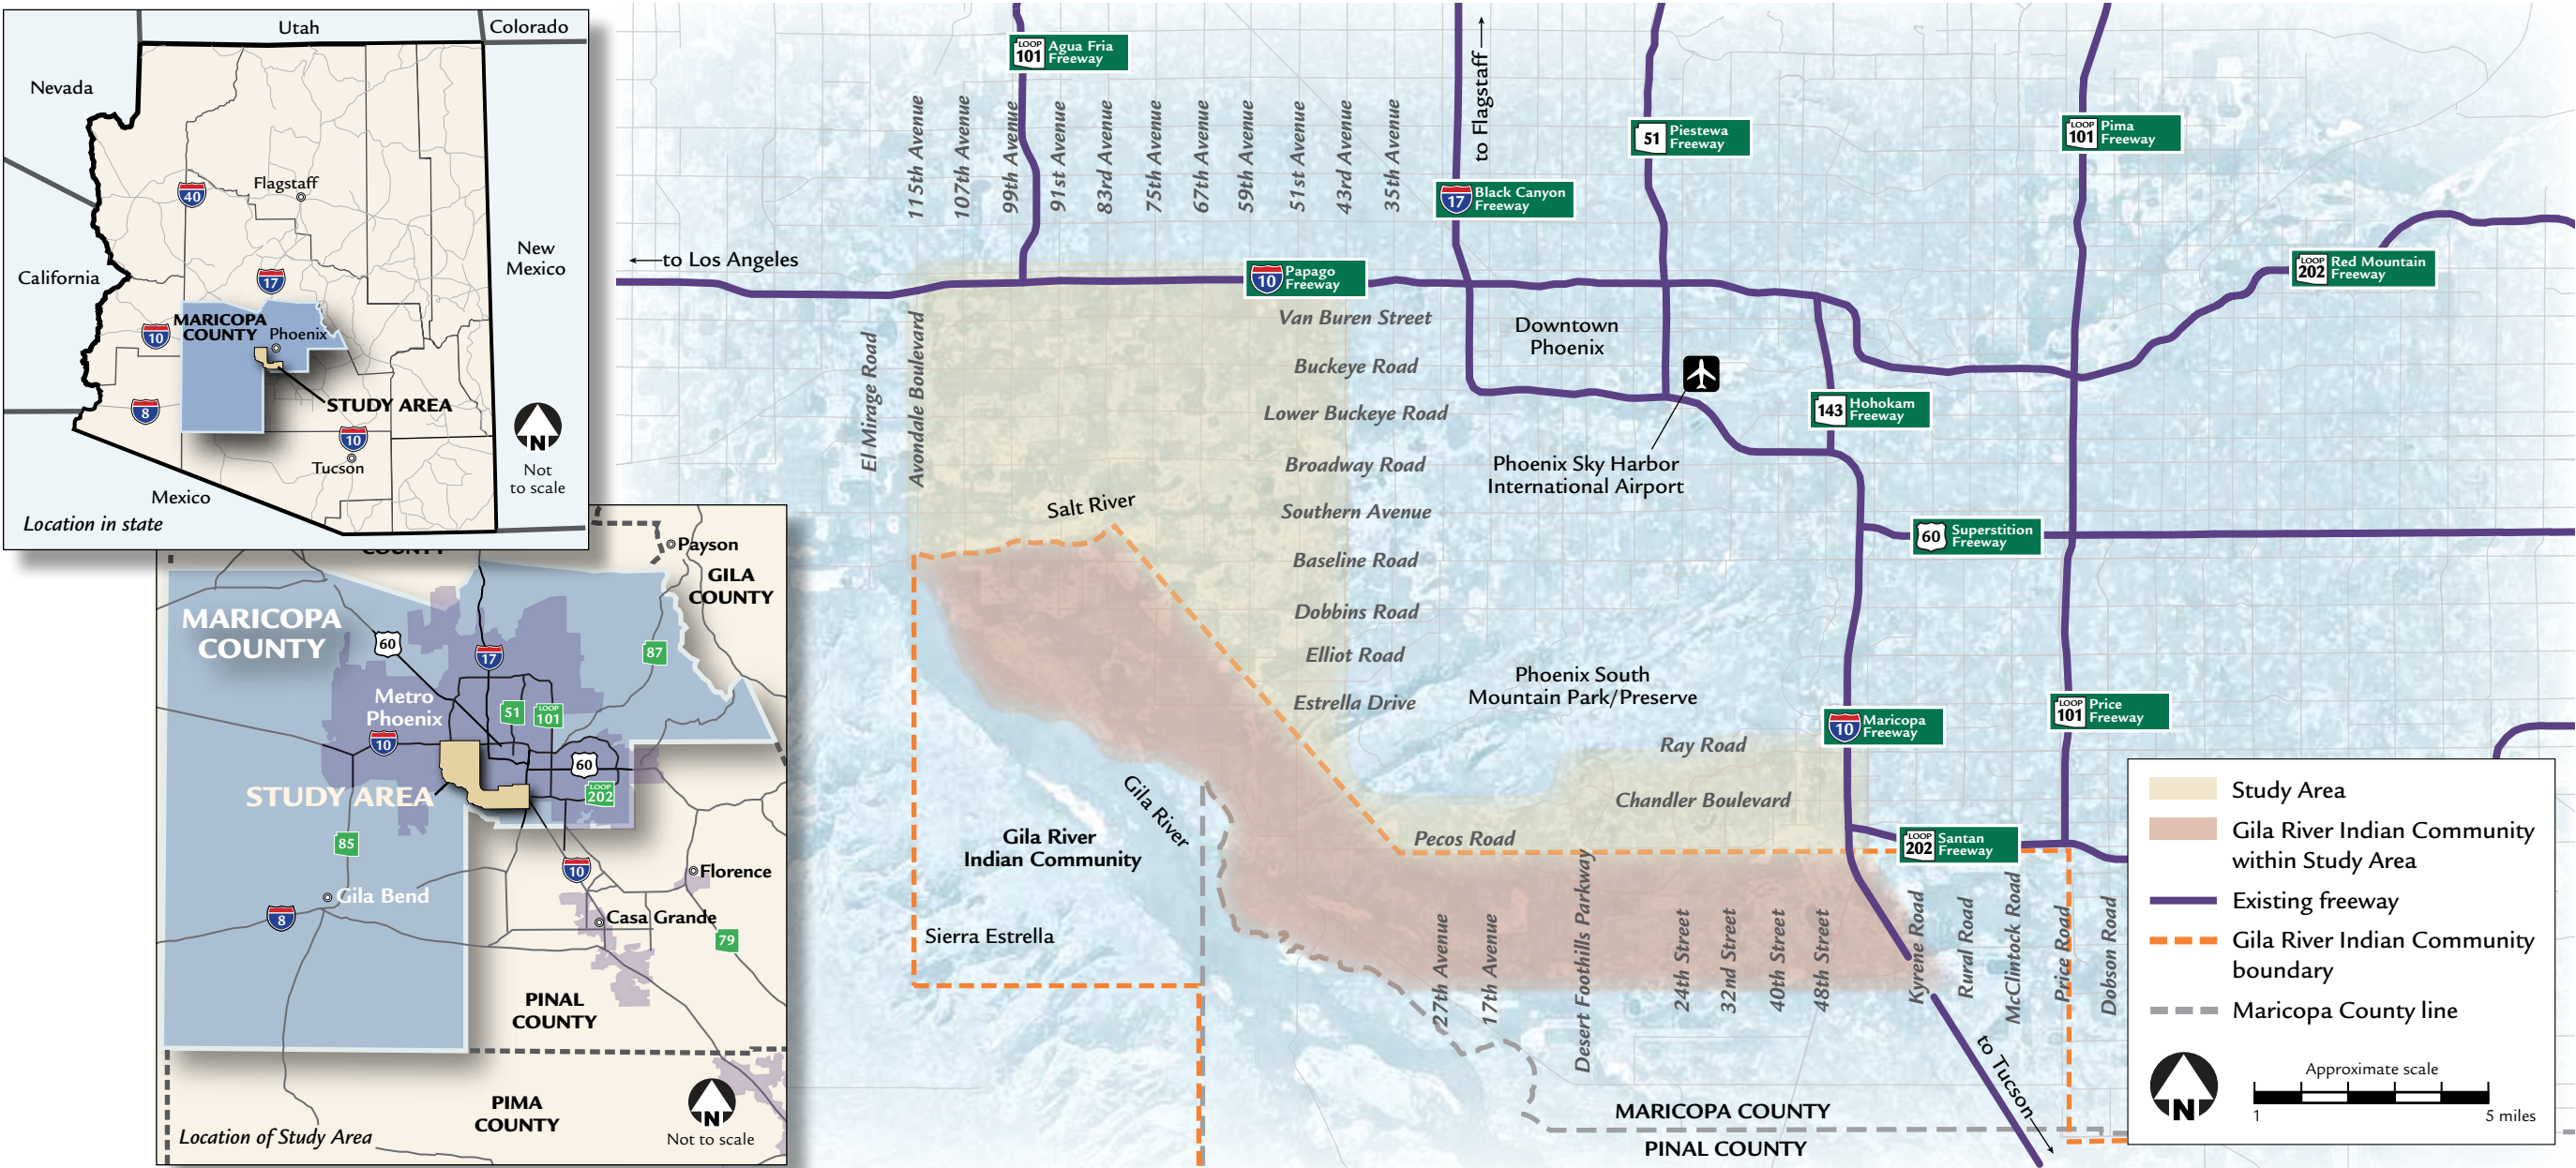 Utah
Colorado
Nevada
40
Flagstaff
New
Mexico
California
17
MARICOPA
COUNTY
Phoenix
10
STUDY AREA
8
10
Tucson
N
Not
to scale
Mexico
Location in state
Payson
GILA
COUNTY
MARICOPA
COUNTY
60
17
87
Metro
Phoenix
51
LOOP
101
10
60
STUDY AREA
LOOP
202
85
10
Florence
Gila Bend
8
Casa Grande
79
PINAL
COUNTY
PIMA
COUNTY
N
Not to scale
Location of Study Area
LOOP
101
Agua Fria
Freeway
to Flagstaff
115th Avenue
107th Avenue
99th Avenue
91st Avenue
83rd Avenue
75th Avenue
67th Avenue
59th Avenue
51st Avenue
43rd Avenue
35th Avenue
51
Piestewa
Freeway
LOOP
101
Pima
Freeway
17
Black Canyon
Freeway
to Los Angeles
10
Papago
Freeway
LOOP
202
Red Mountain
Freeway
Van Buren Street
Downtown
Phoenix
El Mirage Road
Avondale Boulevard
Buckeye Road
Lower Buckeye Road
143
Hohokam
Freeway
Broadway Road
Phoenix Sky Harbor
International Airport
Salt River
Southern Avenue
60
Superstition
Freeway
Baseline Road
Dobbins Road
Elliot Road
Phoenix South
Mountain Park/Preserve
Estrella Drive
LOOP
101
Price
Freeway
10
Maricopa
Freeway
Ray Road
Chandler Boulevard
Gila River
Gila River
Indian Community
Pecos Road
LOOP
202
Santan
Freeway
Sierra Estrella
27th Avenue
17th Avenue
Desert Foothills Parkway
24th Street
32nd Street
40th Street
48th Street
Kyrene Road
Rural Road
McClintock Road
Price Road
Dobson Road
to Tucson
MARICOPA COUNTY
PINAL COUNTY
Study Area
Gila River Indian Community
within Study Area
Existing freeway
Gila River Indian Community
boundary
Maricopa County line
N
Approximate scale
1
5 miles